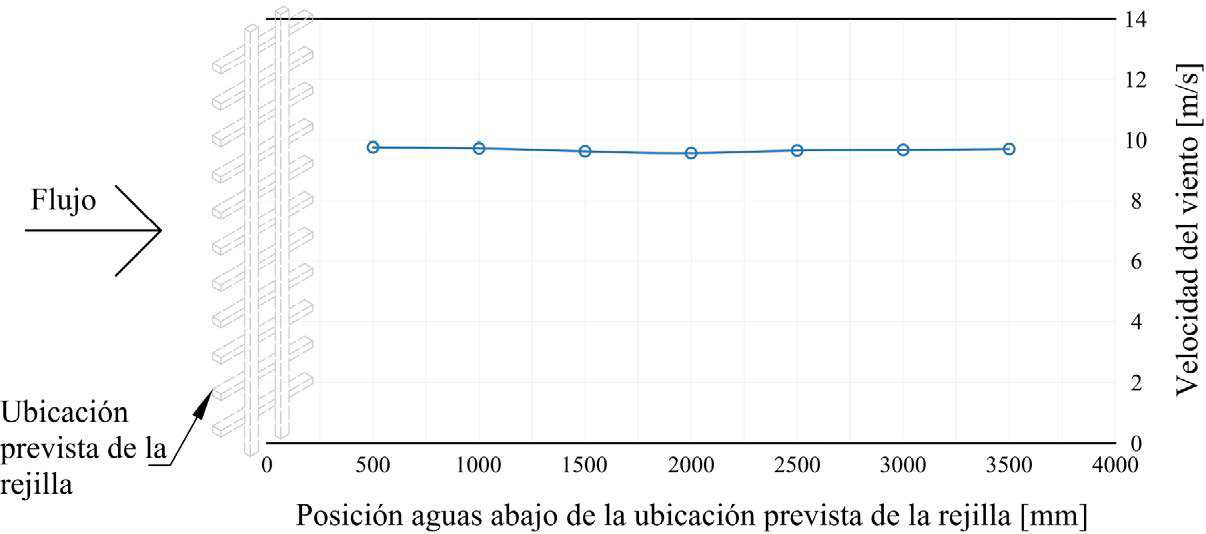 Flujo
Ubicación
prevista de la
rejilla
14
12
10
8
6
4
2
0
Velocidad del viento [m/s]
0 500 1000 1500 2000 2500 3000 3500 4000
Posición aguas abajo de la ubicación prevista de la rejilla [mm]